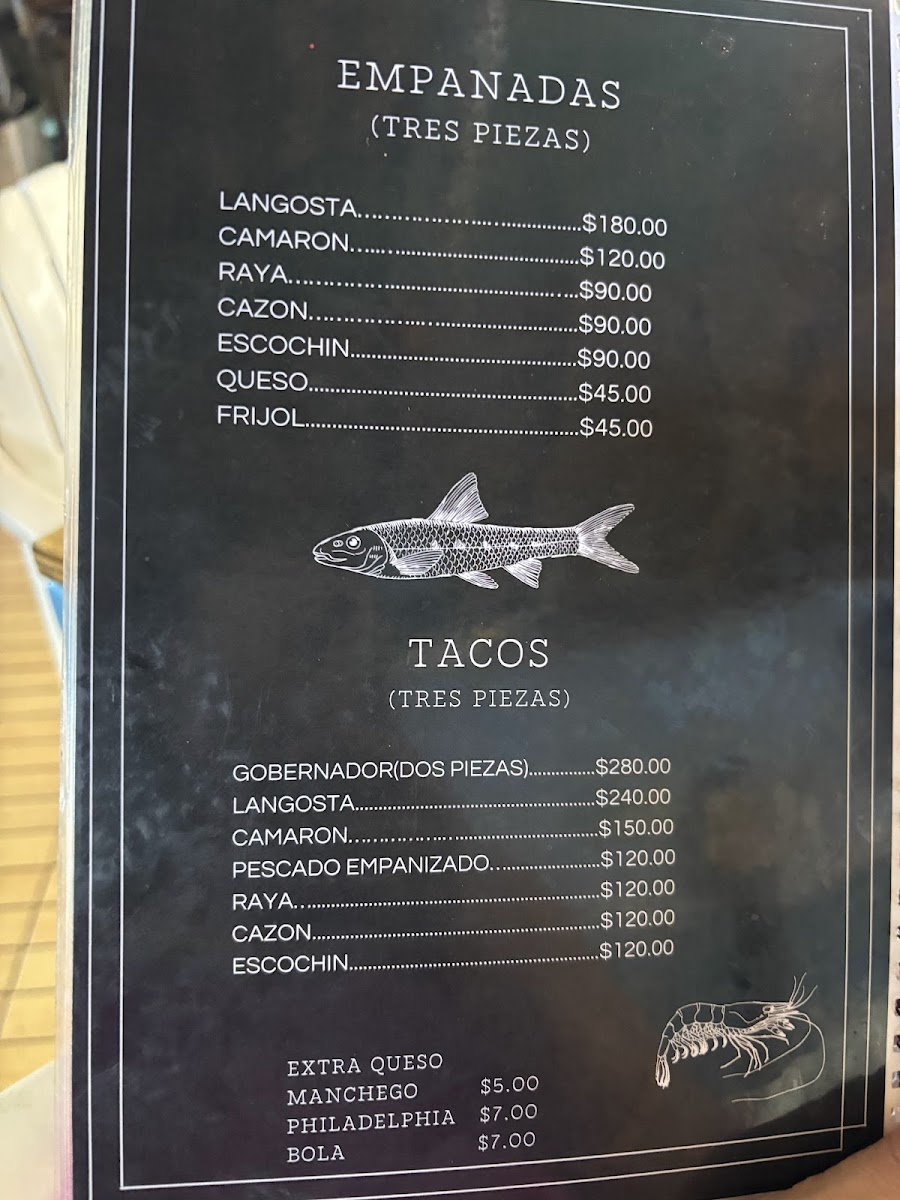 EMPANADAS
(TRES PIEZAS)
LANGOSTA................................$180.00
CAMARON................................$120.00
RAYA................................$90.00
CAZON................................$90.00
ESCOCHIN................................$90.00
QUESO................................$45.00
FRIJOL................................$45.00
TACOS
(TRES PIEZAS)
GOBERNADOR(DOS PIEZAS).............$280.00
LANGOSTA................................$240.00
CAMARON................................$150.00
PESCADO EMPANIZADO......................$120.00
RAYA................................$120.00
CAZON................................$120.00
ESCOCHIN................................$120.00
EXTRA QUESO
MANCHEGO $5.00
PHILADELPHIA $7.00
BOLA $7.00